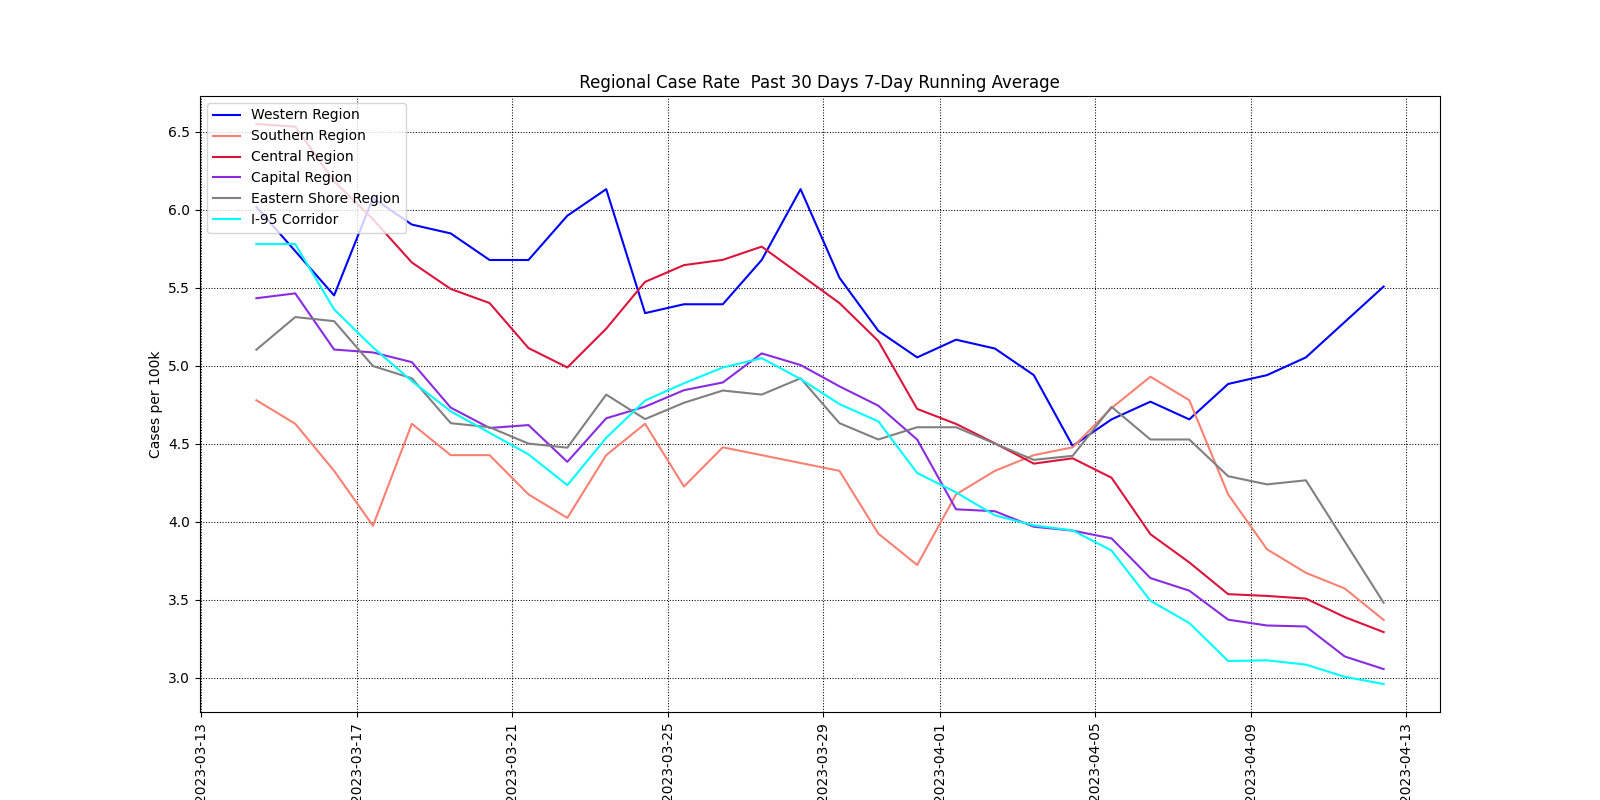 Regional Case Rate  Past 30 Days 7-Day Running Average
Western Region
Southern Region
Central Region
Capital Region
Eastern Shore Region
I-95 Corridor
Cases per 100k
6.5
6.0
5.5
5.0
4.5
4.0
3.5
3.0
2023-03-13
2023-03-17
2023-03-21
2023-03-25
2023-03-29
2023-04-01
2023-04-05
2023-04-09
2023-04-13